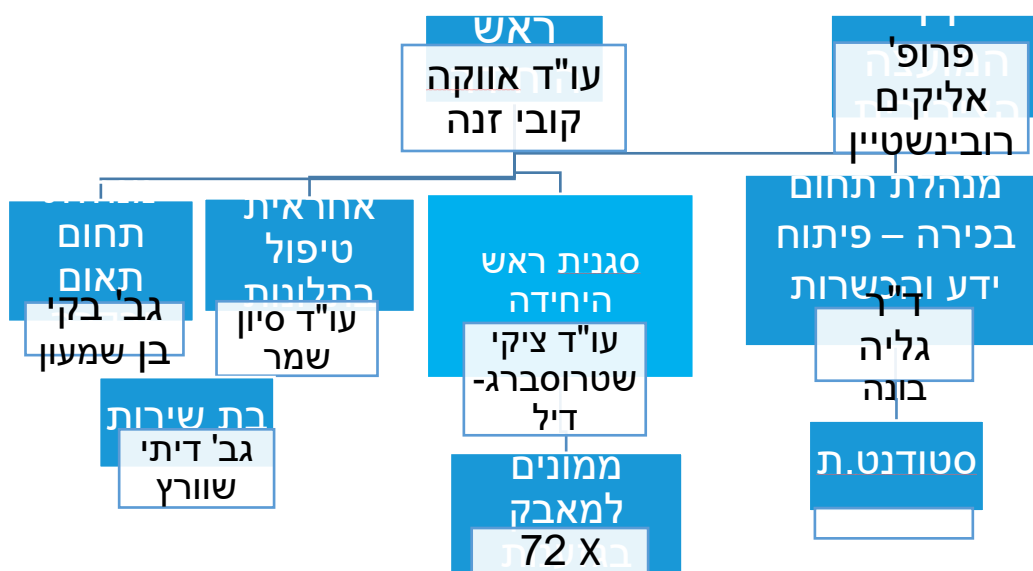 ראש
עו"ד אווקה
קובי זנה
פרופ'
אליקים
רובינשטיין
מנהלת תחום
בכירה – פיתוח
ידע והכשרות
ד"ר
גליה
בונה
סטודנט.ת
סגנית ראש
היחידה
עו"ד ציקי
שטרוסברג-
דיל
ממונים
למאבק
72 X
אחראית
טיפול
בתלונות
עו"ד סיון
שמר
תחום
תאום
גב' בקי
בן שמעון
בת שירות
גב' דיתי
שוורץ